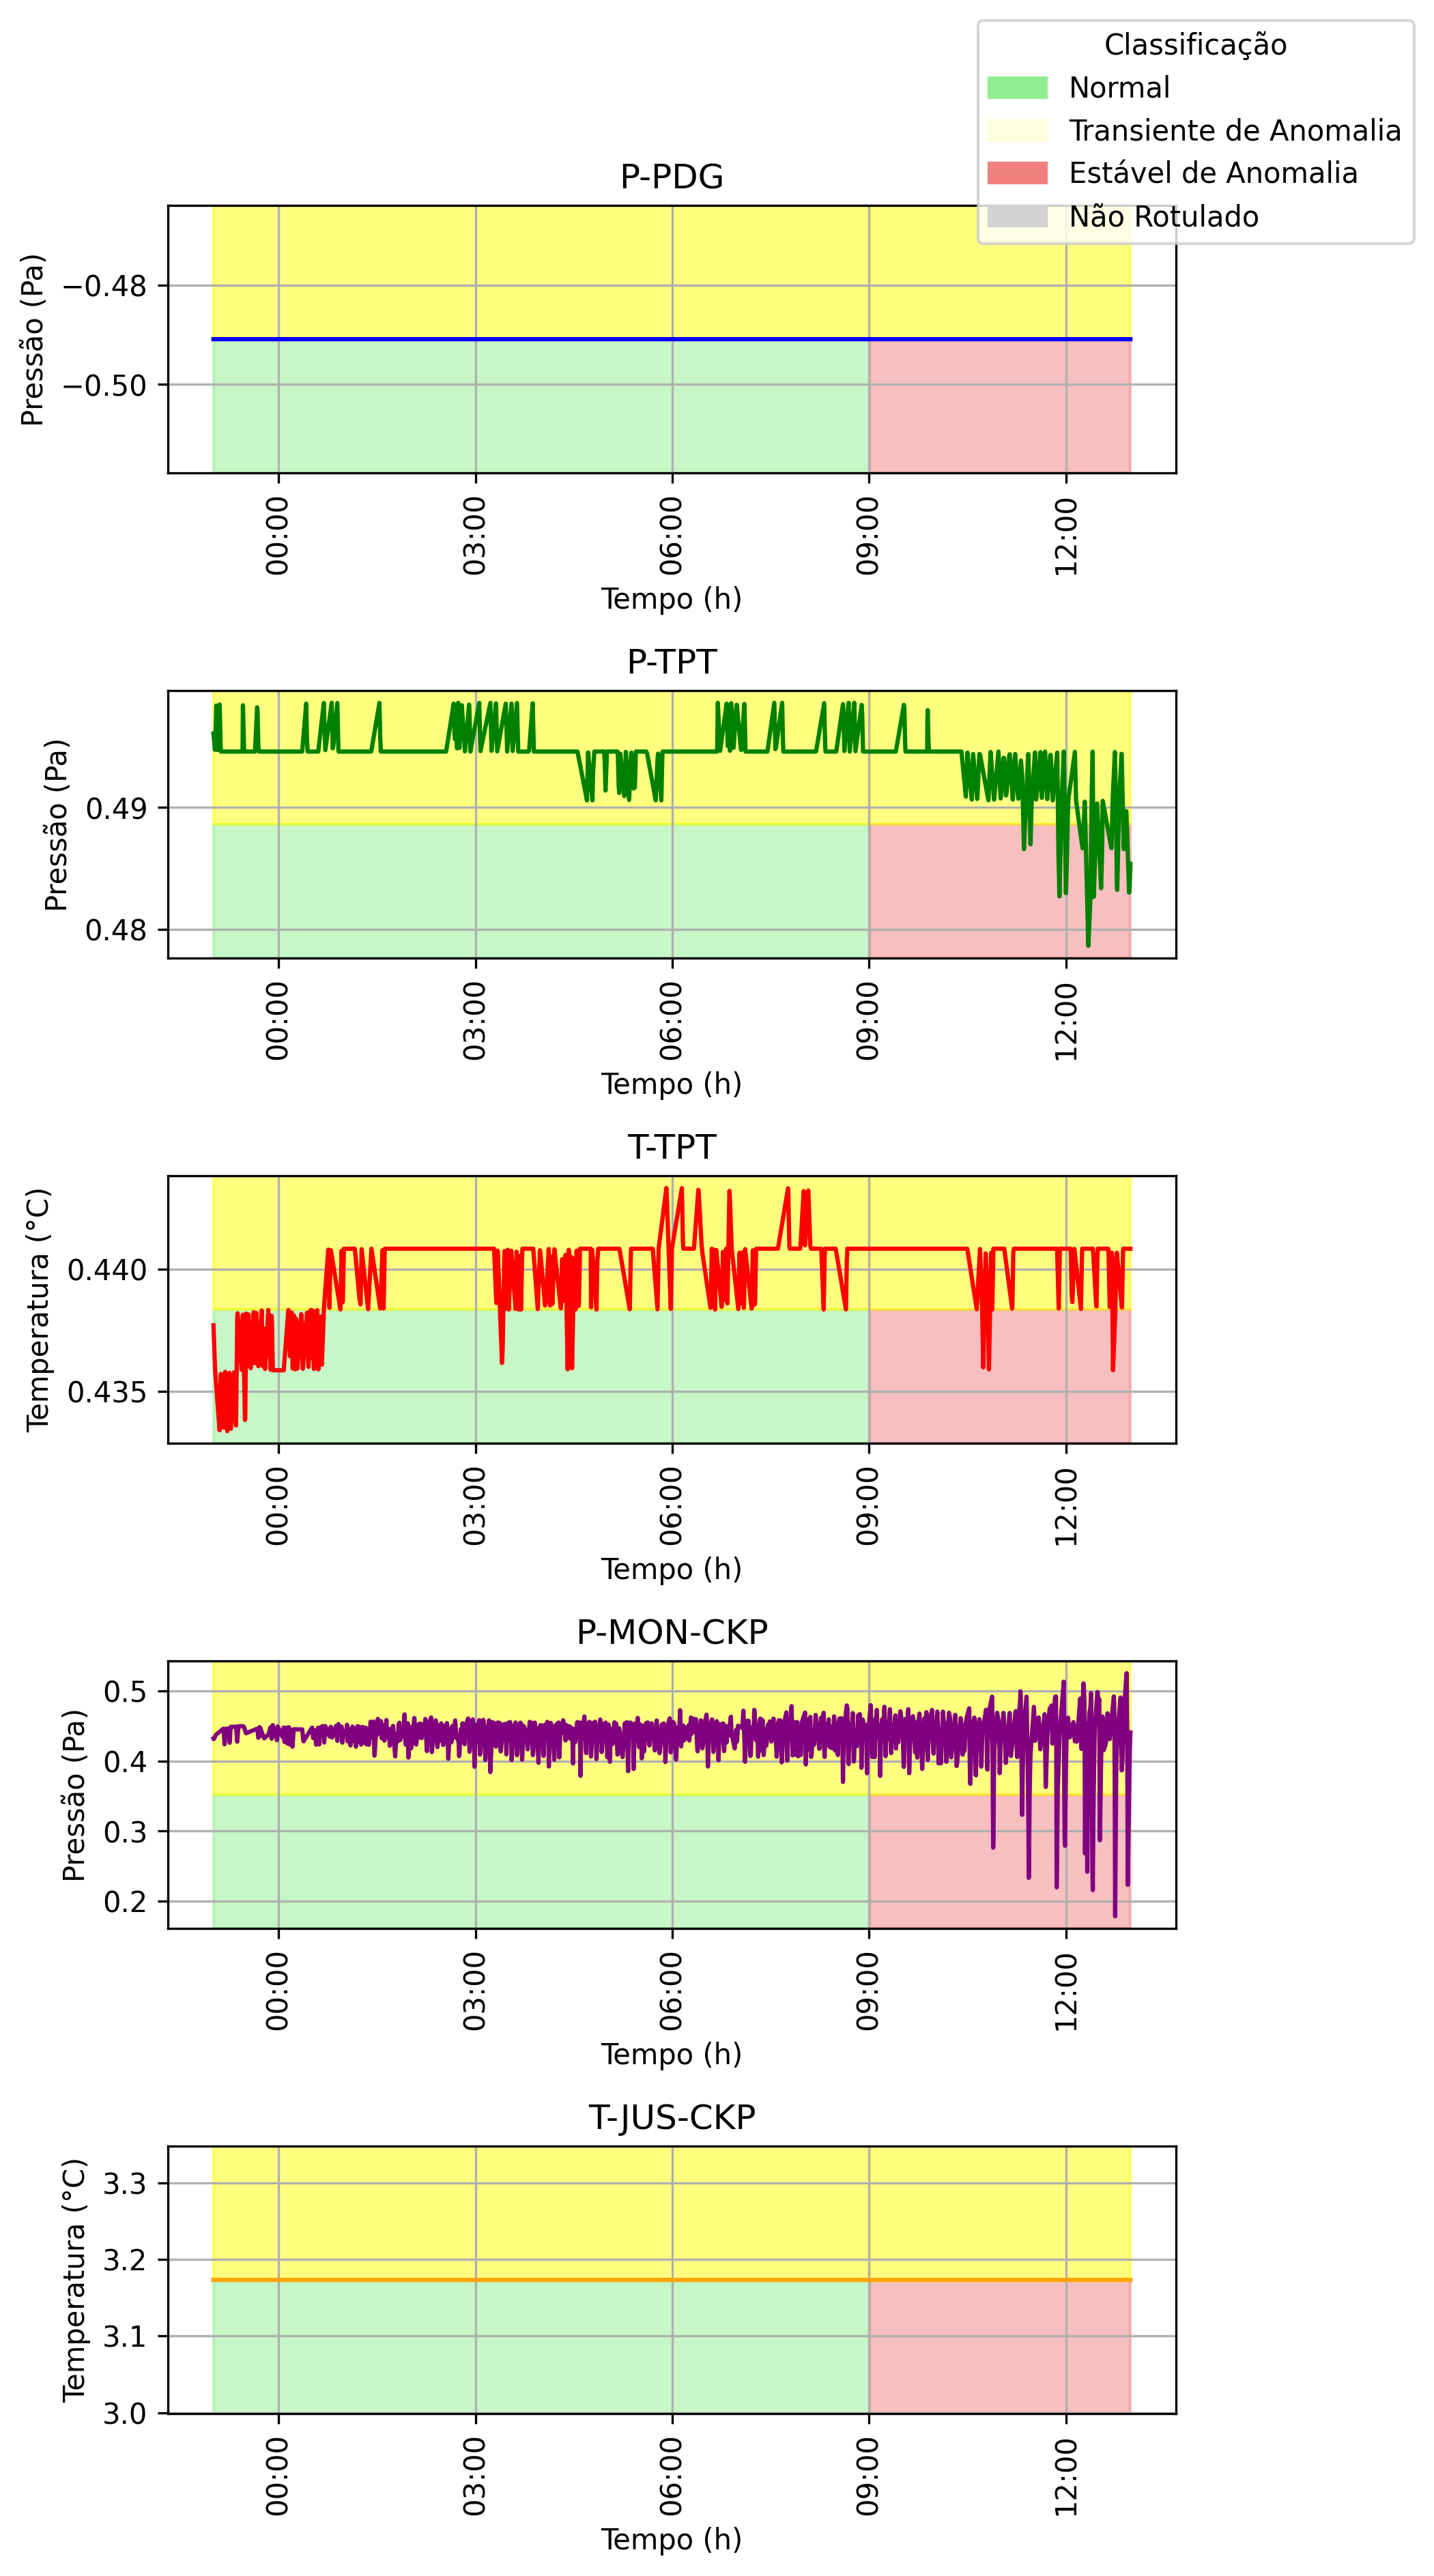 Classificação
Normal
Transiente de Anomalia
Estável de Anomalia
Não Rotulado
P-PDG
Pressão (Pa)
−0.48
−0.50
00:00
03:00
06:00
09:00
12:00
Tempo (h)
P-TPT
Pressão (Pa)
0.49
0.48
00:00
03:00
06:00
09:00
12:00
Tempo (h)
T-TPT
Temperatura (°C)
0.440
0.435
00:00
03:00
06:00
09:00
12:00
Tempo (h)
P-MON-CKP
Pressão (Pa)
0.5
0.4
0.3
0.2
00:00
03:00
06:00
09:00
12:00
Tempo (h)
T-JUS-CKP
Temperatura (°C)
3.3
3.2
3.1
3.0
00:00
03:00
06:00
09:00
12:00
Tempo (h)